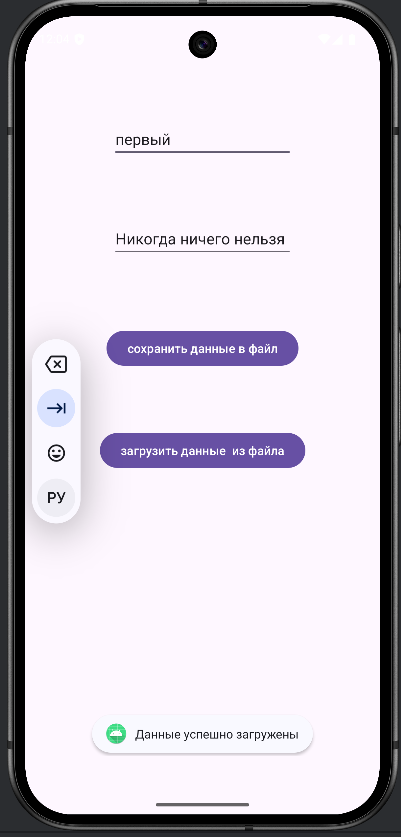 первый
Никогда ничего нельзя
сохранить данные в файл
загрузить данные  из файла
РУ
Данные успешно загружены